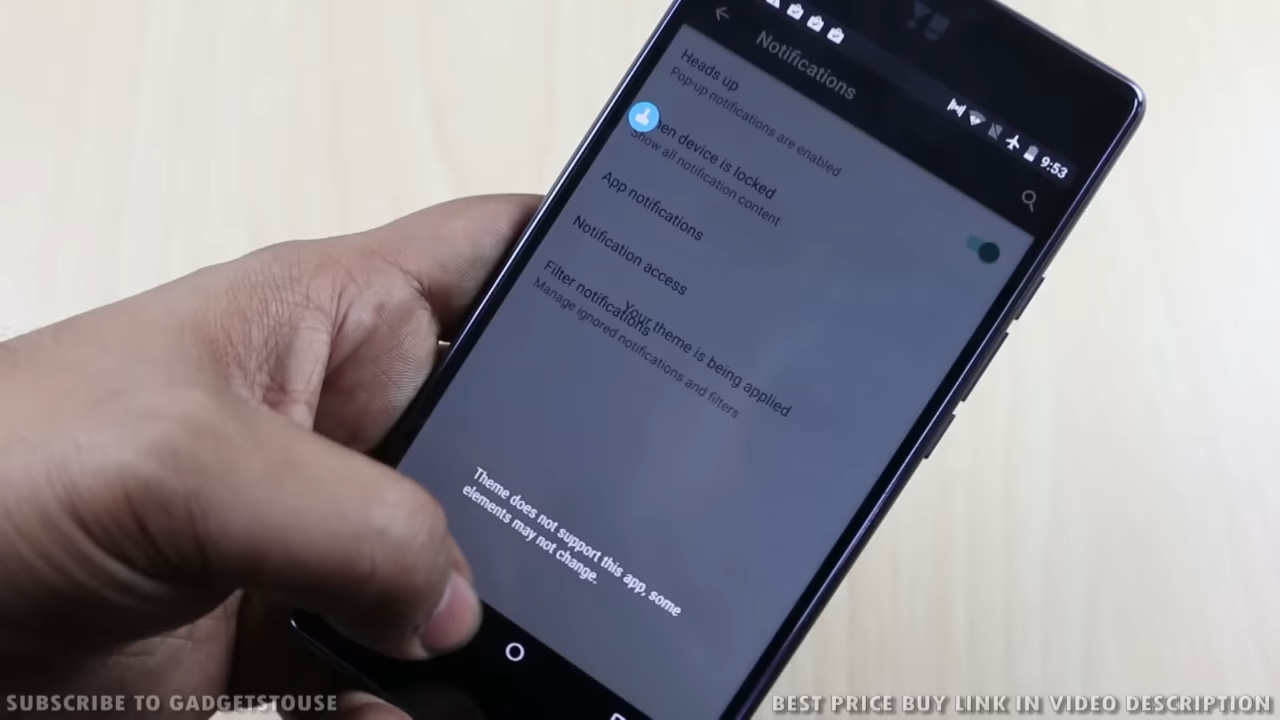 9:53
Notifications
Heads up
Pop-up notifications are enabled
en device is locked
Show all notification content
App notifications
Notification access
Filter notifications
Manage ignored notifications and filters
Your theme is being applied
Theme does not support this app, some
elements may not change.
SUBSCRIBE TO GADGETSTOUSE
BEST PRICE BUY LINK IN VIDEO DESCRIPTION